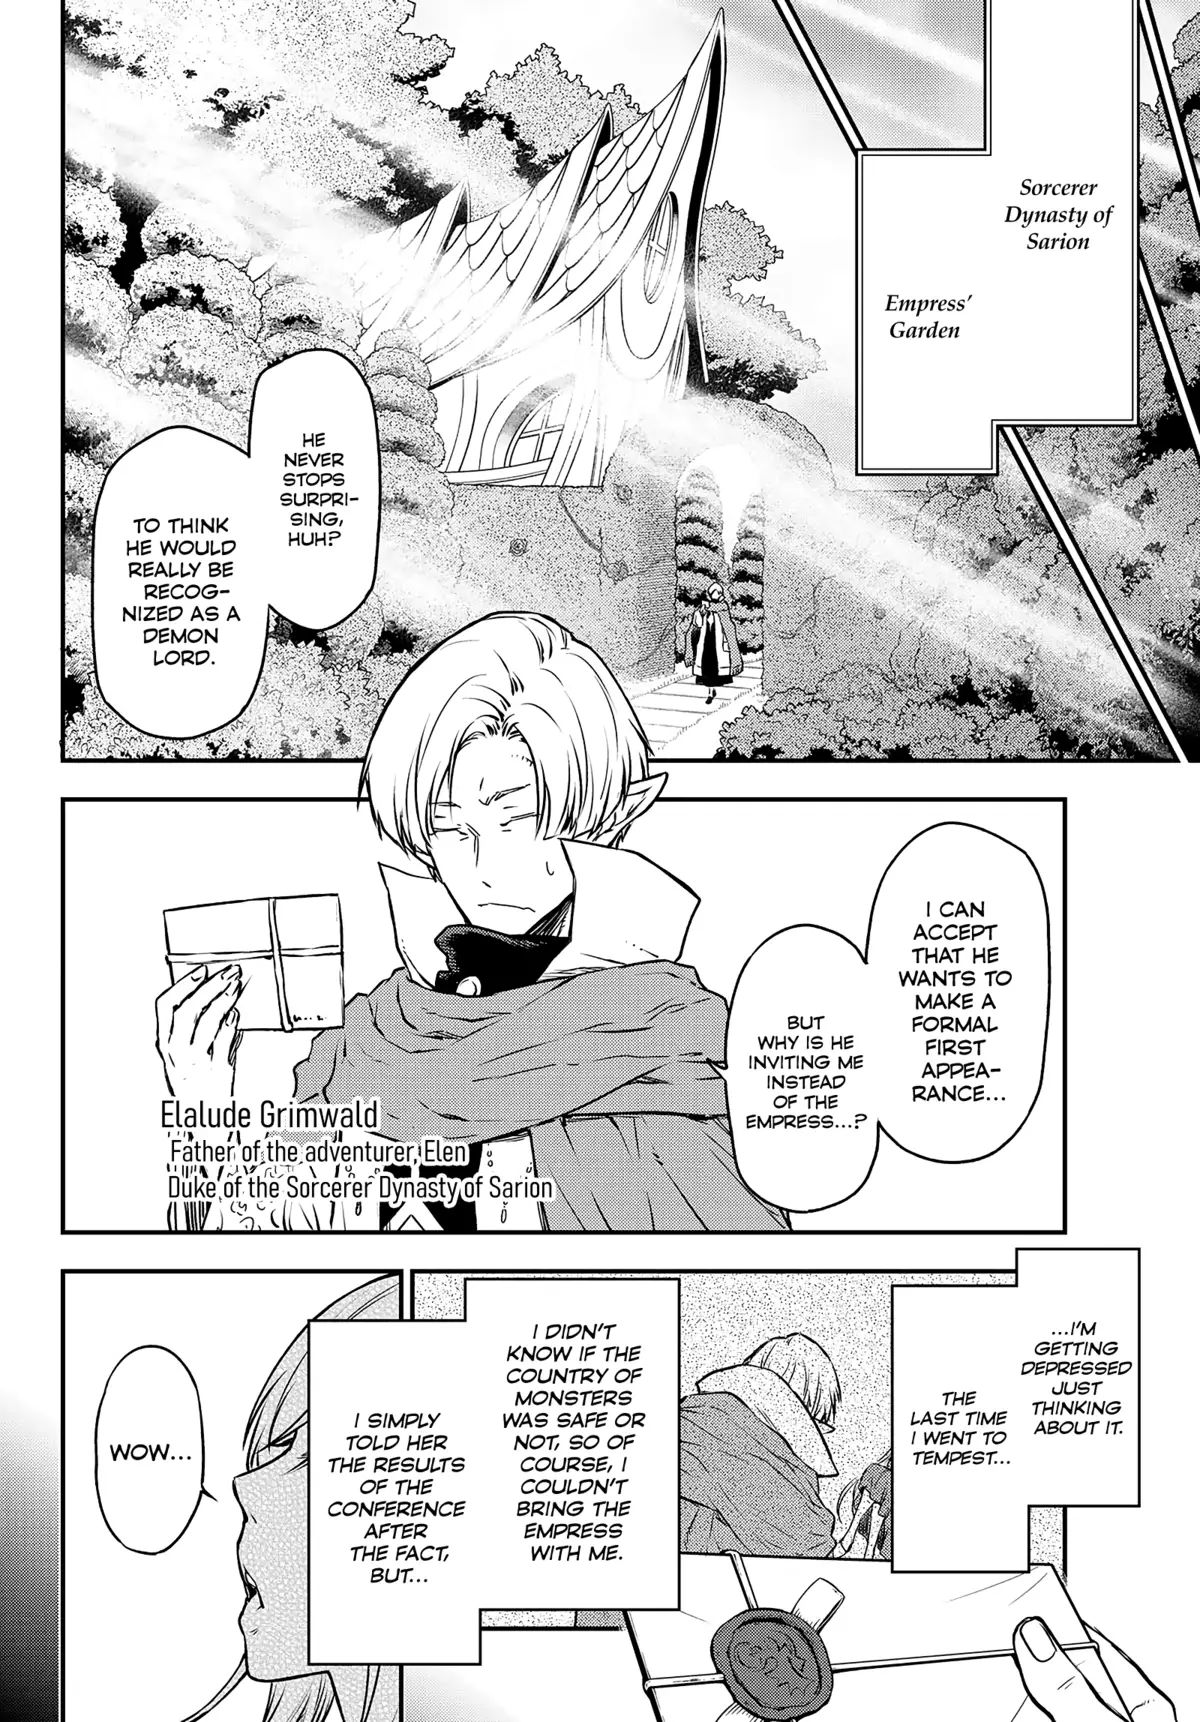 Sorcerer
Dynasty of
Sarion
Empress'
Garden
HE
NEVER
STOPS
SURPRI-
SING,
HUH?
TO THINK
HE WOULD
REALLY BE
RECOG-
NIZED AS A
DEMON
LORD.
I CAN
ACCEPT
THAT HE
WANTS TO
MAKE A
FORMAL
FIRST
APPEA-
RANCE...
BUT
WHY IS HE
INVITING ME
INSTEAD
OF THE
EMPRESS...?
Elalude Grimwald
Father of the adventurer, Elen
Duke of the Sorcerer Dynasty of Sarion
...I'M
GETTING
DEPRESSED
JUST
THINKING
ABOUT IT.
THE
LAST TIME
I WENT TO
TEMPEST...
I DIDN'T
KNOW IF THE
COUNTRY OF
MONSTERS
WAS SAFE OR
NOT, SO OF
COURSE, I
COULDN'T
BRING THE
EMPRESS
WITH ME.
I SIMPLY
TOLD HER
THE RESULTS
OF THE
CONFERENCE
AFTER
THE FACT,
BUT...
WOW...